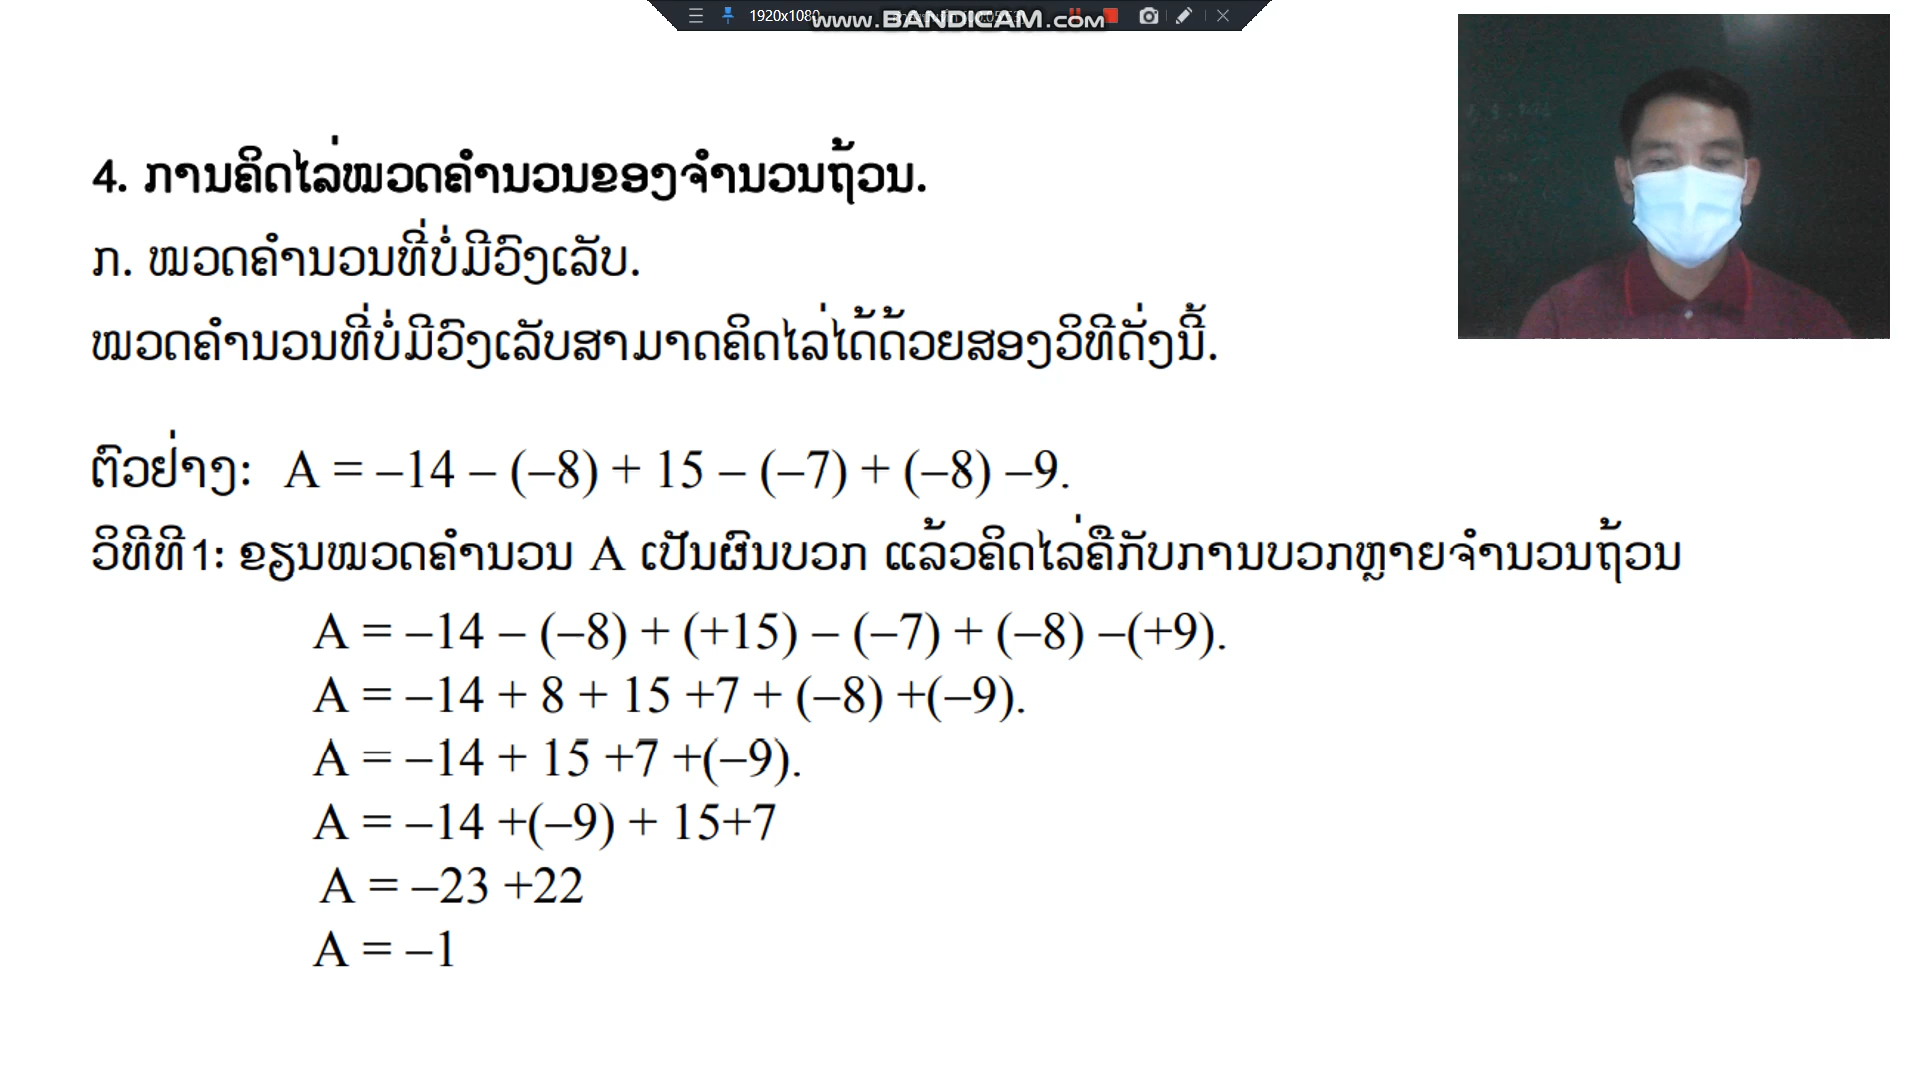 1920x1080
www.BANDICAM.com
4. ການຄິດໄລ່ໝວດຄຳນວນຂອງຈຳນວນຖ້ວນ.
ກ. ໝວດຄຳນວນທີ່ບໍ່ມີວົງເລັບ.
ໝວດຄຳນວນທີ່ບໍ່ມີວົງເລັບສາມາດຄິດໄລ່ໄດ້ດ້ວຍສອງວິທີດັ່ງນີ້.
ຕົວຢ່າງ: A = –14 – (–8) + 15 – (–7) + (–8) –9.
ວິທີທີ1: ຂຽນໝວດຄຳນວນ A ເປັນຜົນບວກ ແລ້ວຄິດໄລ່ຄືກັບການບວກຫຼາຍຈຳນວນຖ້ວນ
A = –14 – (–8) + (+15) – (–7) + (–8) –(+9).
A = –14 + 8 + 15 +7 + (–8) +(–9).
A = –14 + 15 +7 +(–9).
A = –14 +(–9) + 15+7
A = –23 +22
A = –1